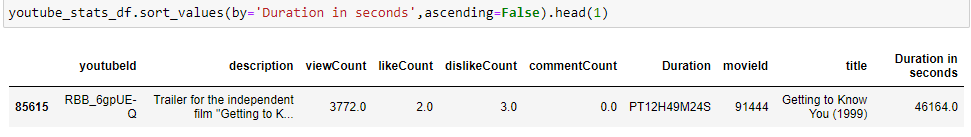 youtube_stats_df.sort_values(by='Duration in seconds',ascending=False).head(1)
youtubeId description viewCount likeCount dislikeCount commentCount Duration movieId title Duration in
seconds
85615 RBB_6gpUE- Trailer for the independent 3772.0 2.0 3.0 0.0 PT12H49M24S 91444 Getting to Know 46164.0
Q film "Getting to K... You (1999)